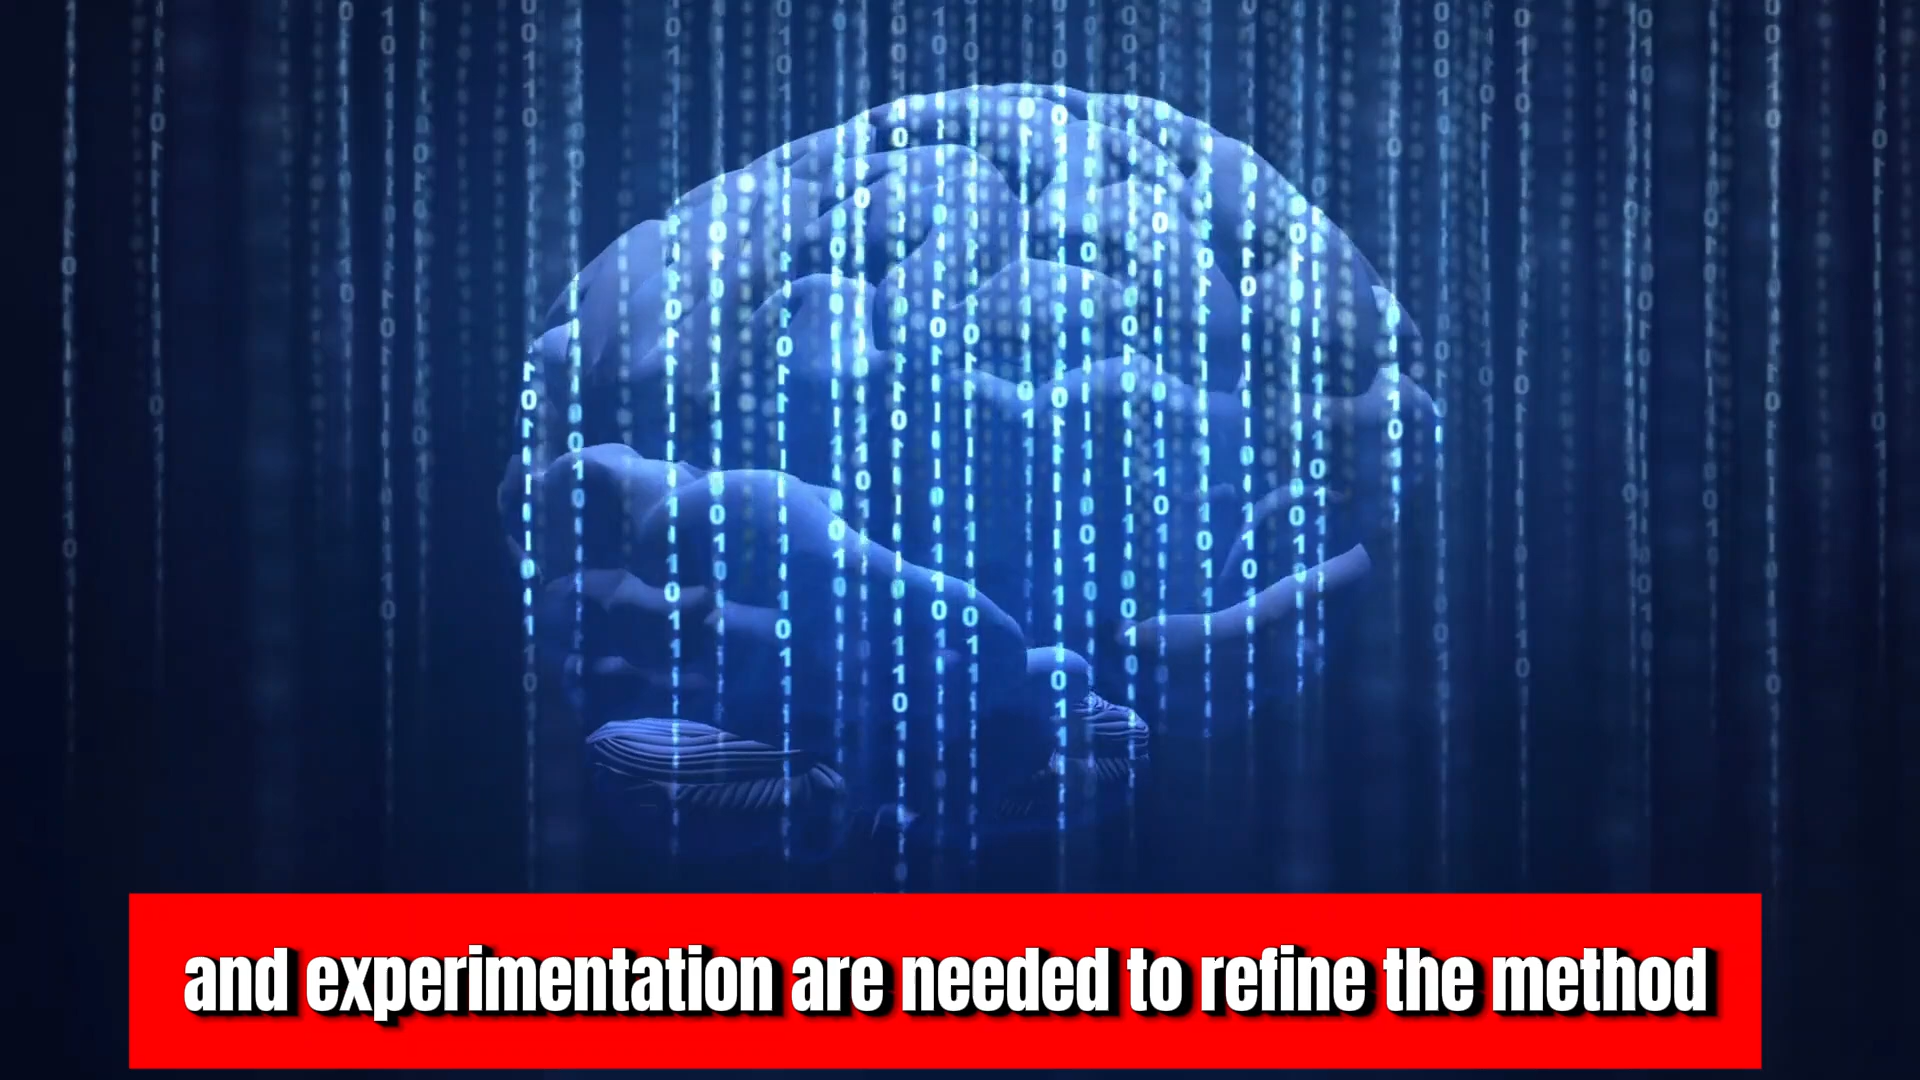 and experimentation are needed to refine the method